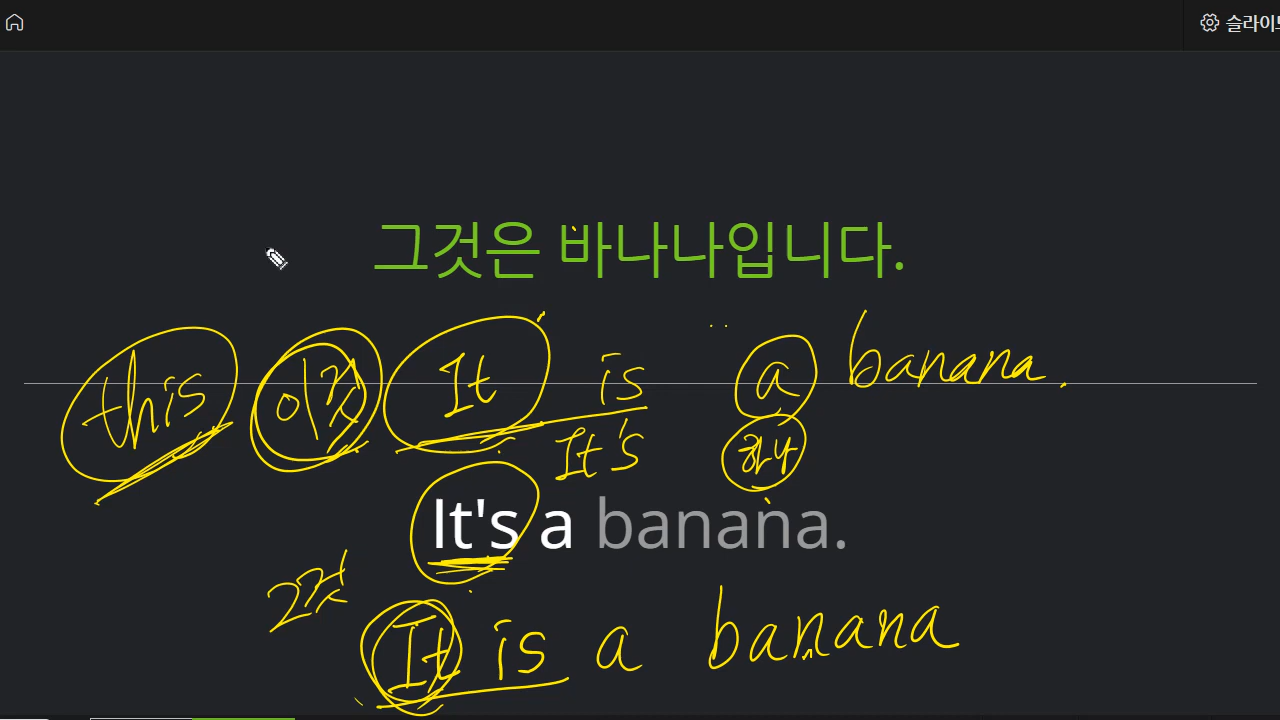 슬라이드
그것은 바나나입니다.
this 이것 It is a banana.
It's 하나
It's a banana.
그것
It is a banana